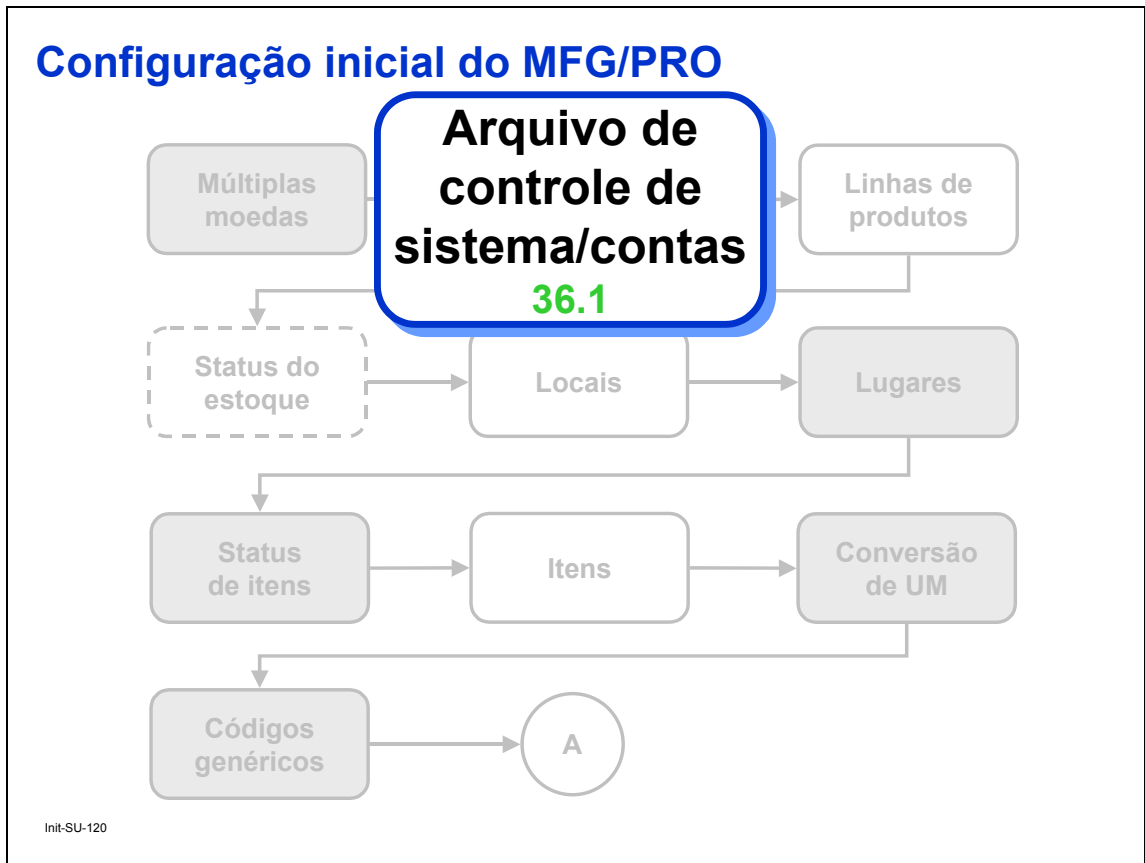 Configuração inicial do MFG/PRO
Múltiplas
moedas
Arquivo de
controle de
sistema/contas
36.1
Linhas de
produtos
Status do
estoque
Locais
Lugares
Status
de itens
Itens
Conversão
de UM
Códigos
genéricos
A
Init-SU-120